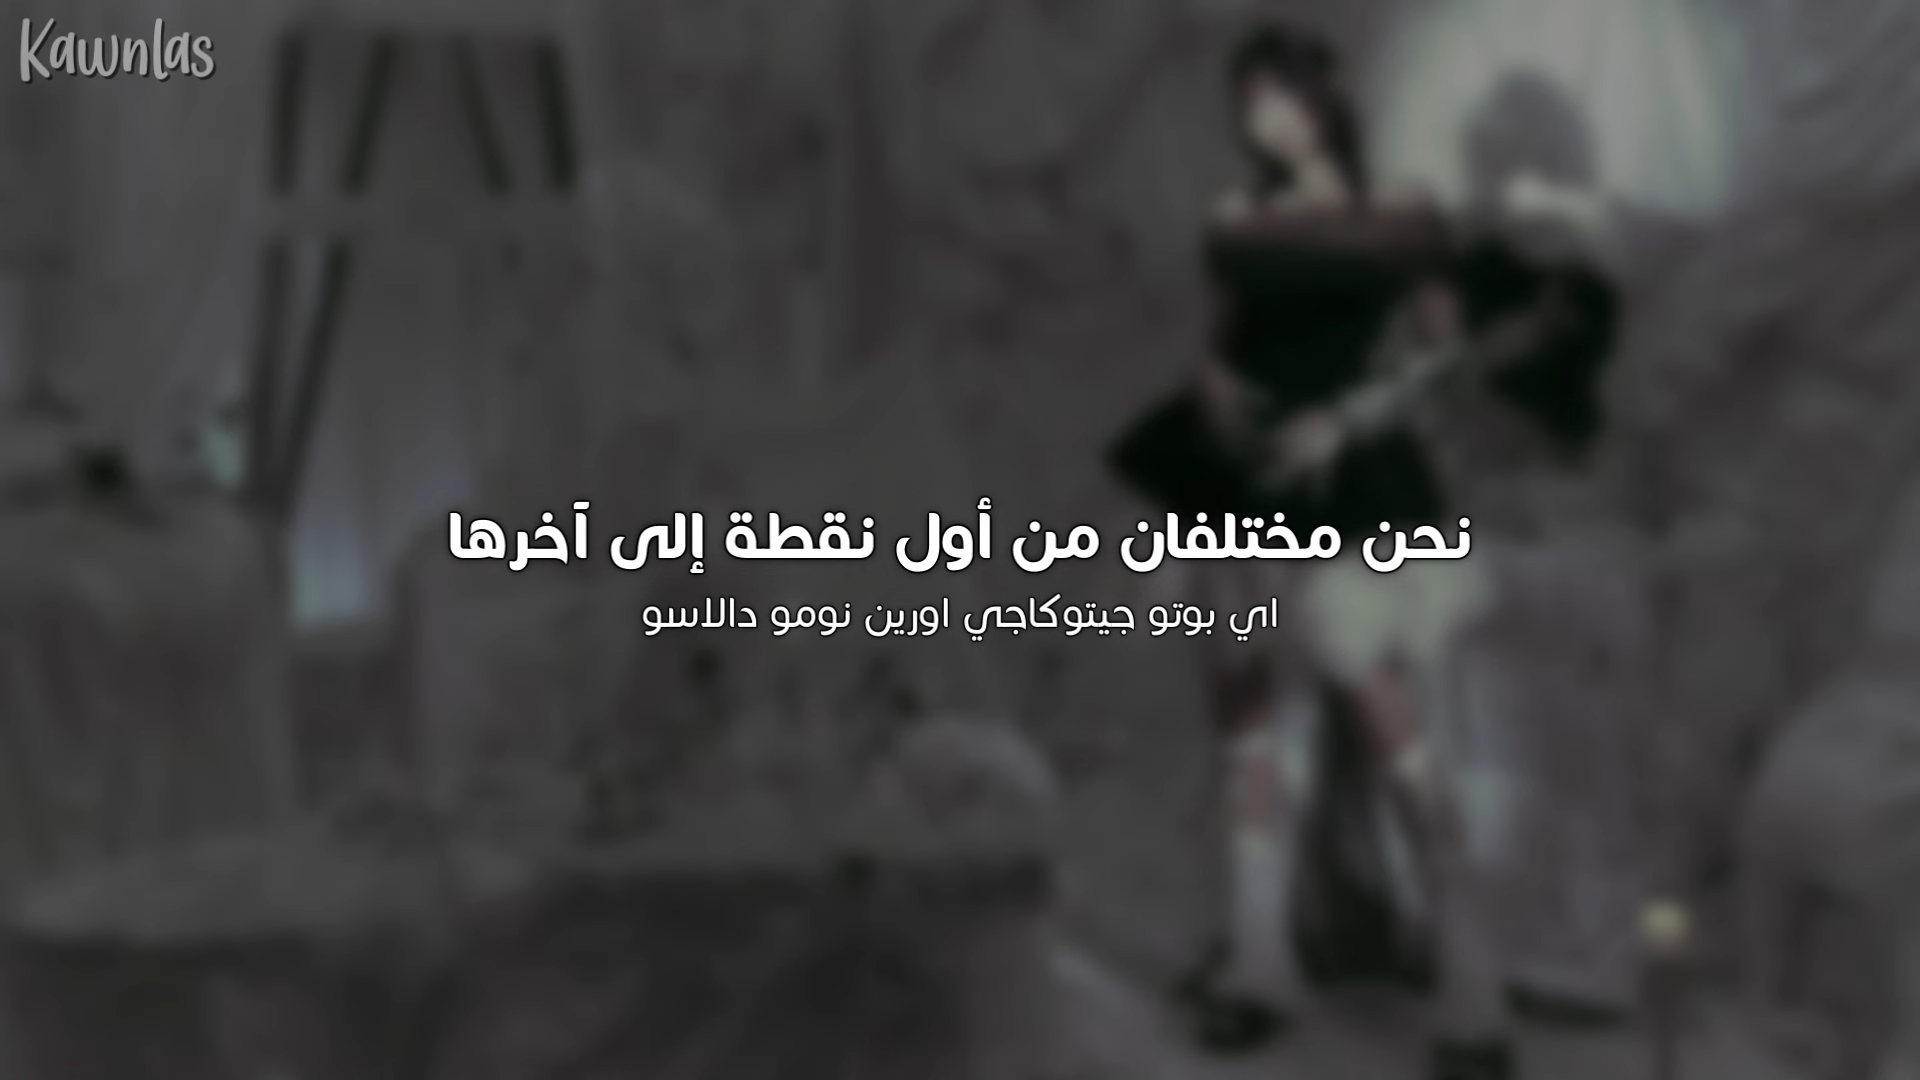 Kawnlas
نحن مختلفان من أول نقطة إلى آخرها
اي بوتو جيتوكاجي اورين نومو دالاسو